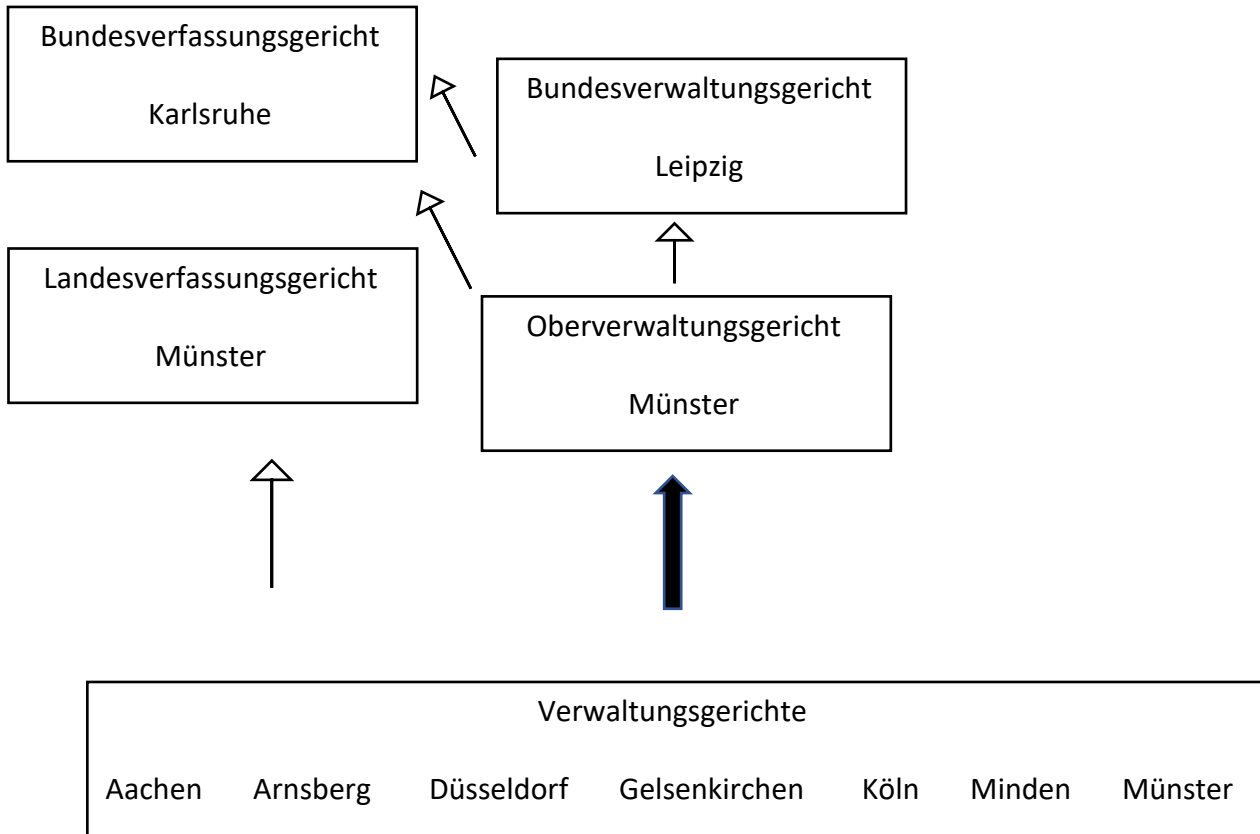 Bundesverfassungsgericht
Karlsruhe
Bundesverwaltungsgericht
Leipzig
Landesverfassungsgericht
Münster
Oberverwaltungsgericht
Münster
Verwaltungsgerichte
Aachen Arnsberg Düsseldorf Gelsenkirchen Köln Minden Münster